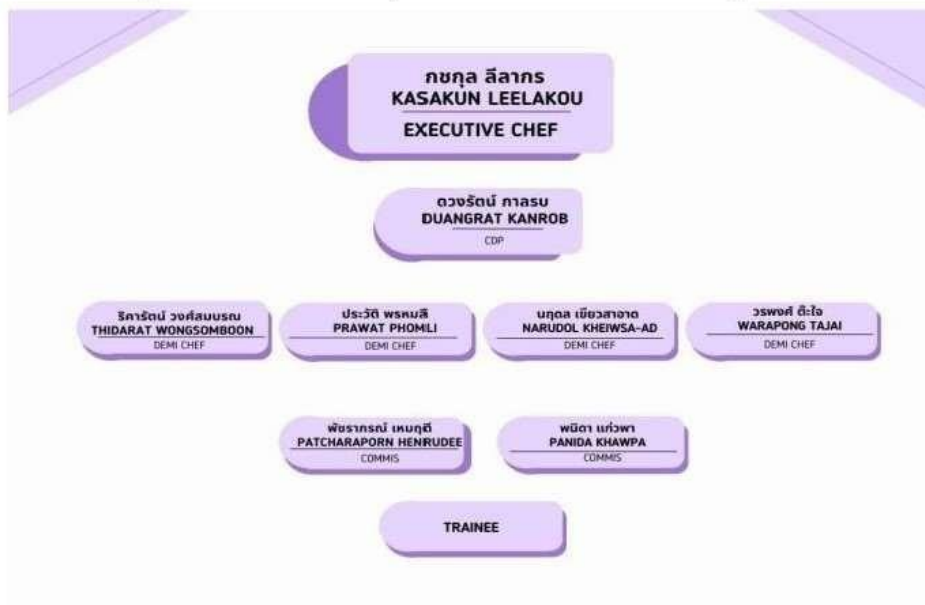 กชกุล ลีลากร
KASAKUN LEELAKOU
EXECUTIVE CHEF
ดวงรัตน์ กาลรบ
DUANGRAT KANROB
CDP
ริคารัตน์ วงศ์สมบรณ
THIDARAT WONGSOMBOON
DEMI CHEF
ประวัติ พรหมลี
PRAWAT PHOMILI
DEMI CHEF
นฤดล เขียวสาอาด
NARUDOL KHEIWSA-AD
DEMI CHEF
วรพงศ์ ต๊ะใจ
WARAPONG TAJAI
DEMI CHEF
พัชราภรณ์ เหมฤดี
PATCHARAPORN HENRUDEE
COMMIS
พนิดา แก่วพา
PANIDA KHAWPA
COMMIS
TRAINEE